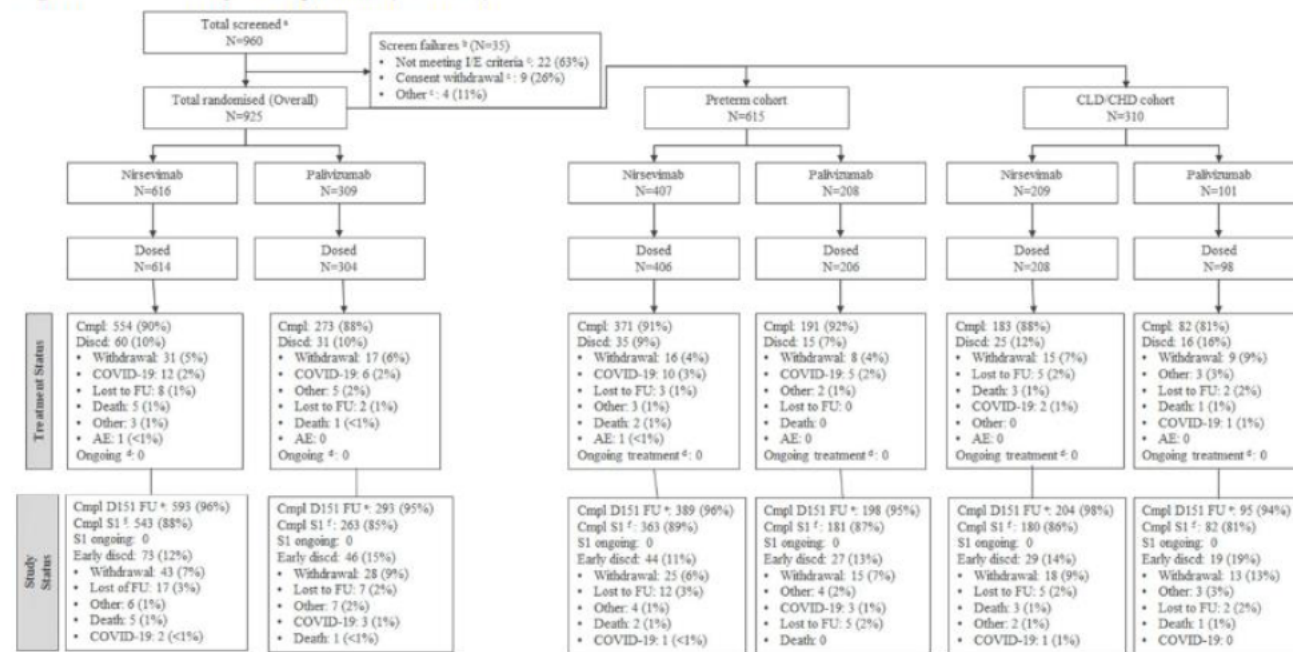 Total screened ᵃ
N=960
Screen failures ᵇ (N=35)
• Not meeting I/E criteria ᶜ: 22 (63%)
• Consent withdrawal ᶜ: 9 (26%)
• Other ᶜ: 4 (11%)
Total randomised (Overall)
N=925
Preterm cohort
N=615
CLD/CHD cohort
N=310
Nirsevimab
N=616
Palivizumab
N=309
Nirsevimab
N=407
Palivizumab
N=208
Nirsevimab
N=209
Palivizumab
N=101
Dosed
N=614
Dosed
N=304
Dosed
N=406
Dosed
N=206
Dosed
N=208
Dosed
N=98
Treatment Status
Cmpl: 554 (90%)
Discd: 60 (10%)
• Withdrawal: 31 (5%)
• COVID-19: 12 (2%)
• Lost to FU: 8 (1%)
• Death: 5 (1%)
• Other: 3 (1%)
• AE: 1 (<1%)
Ongoing ᵈ: 0
Cmpl: 273 (88%)
Discd: 31 (10%)
• Withdrawal: 17 (6%)
• COVID-19: 6 (2%)
• Other: 5 (2%)
• Lost to FU: 2 (1%)
• Death: 1 (<1%)
• AE: 0
Ongoing ᵈ: 0
Cmpl: 371 (91%)
Discd: 35 (9%)
• Withdrawal: 16 (4%)
• COVID-19: 10 (3%)
• Lost to FU: 3 (1%)
• Other: 3 (1%)
• Death: 2 (1%)
• AE: 1 (<1%)
Ongoing treatment ᵈ: 0
Cmpl: 191 (92%)
Discd: 15 (7%)
• Withdrawal: 8 (4%)
• COVID-19: 5 (2%)
• Other: 2 (1%)
• Lost to FU: 0
• Death: 0
• AE: 0
Ongoing treatment ᵈ: 0
Cmpl: 183 (88%)
Discd: 25 (12%)
• Withdrawal: 15 (7%)
• Lost to FU: 5 (2%)
• Death: 3 (1%)
• COVID-19: 2 (1%)
• Other: 0
• AE: 0
Ongoing treatment ᵈ: 0
Cmpl: 82 (81%)
Discd: 16 (16%)
• Withdrawal: 9 (9%)
• Other: 3 (3%)
• Lost to FU: 2 (2%)
• Death: 1 (1%)
• COVID-19: 1 (1%)
• AE: 0
Ongoing treatment ᵈ: 0
Study Status
Cmpl D151 FU ᵉ: 593 (96%)
Cmpl S1 ᶠ: 543 (88%)
S1 ongoing: 0
Early discd: 73 (12%)
• Withdrawal: 43 (7%)
• Lost of FU: 17 (3%)
• Other: 6 (1%)
• Death: 5 (1%)
• COVID-19: 2 (<1%)
Cmpl D151 FU ᵉ: 293 (95%)
Cmpl S1 ᶠ: 263 (85%)
S1 ongoing: 0
Early discd: 46 (15%)
• Withdrawal: 28 (9%)
• Lost to FU: 7 (2%)
• Other: 7 (2%)
• COVID-19: 3 (1%)
• Death: 1 (<1%)
Cmpl D151 FU ᵉ: 389 (96%)
Cmpl S1 ᶠ: 363 (89%)
S1 ongoing: 0
Early discd: 44 (11%)
• Withdrawal: 25 (6%)
• Lost to FU: 12 (3%)
• Other: 4 (1%)
• Death: 2 (1%)
• COVID-19: 1 (<1%)
Cmpl D151 FU ᵉ: 198 (95%)
Cmpl S1 ᶠ: 181 (87%)
S1 ongoing: 0
Early discd: 27 (13%)
• Withdrawal: 15 (7%)
• Other: 4 (2%)
• COVID-19: 3 (1%)
• Lost to FU: 5 (2%)
• Death: 0
Cmpl D151 FU ᵉ: 204 (98%)
Cmpl S1 ᶠ: 180 (86%)
S1 ongoing: 0
Early discd: 29 (14%)
• Withdrawal: 18 (9%)
• Lost to FU: 5 (2%)
• Death: 3 (1%)
• Other: 2 (1%)
• COVID-19: 1 (1%)
Cmpl D151 FU ᵉ: 95 (94%)
Cmpl S1 ᶠ: 82 (81%)
S1 ongoing: 0
Early discd: 19 (19%)
• Withdrawal: 13 (13%)
• Other: 3 (3%)
• Lost to FU: 2 (2%)
• Death: 1 (1%)
• COVID-19: 0